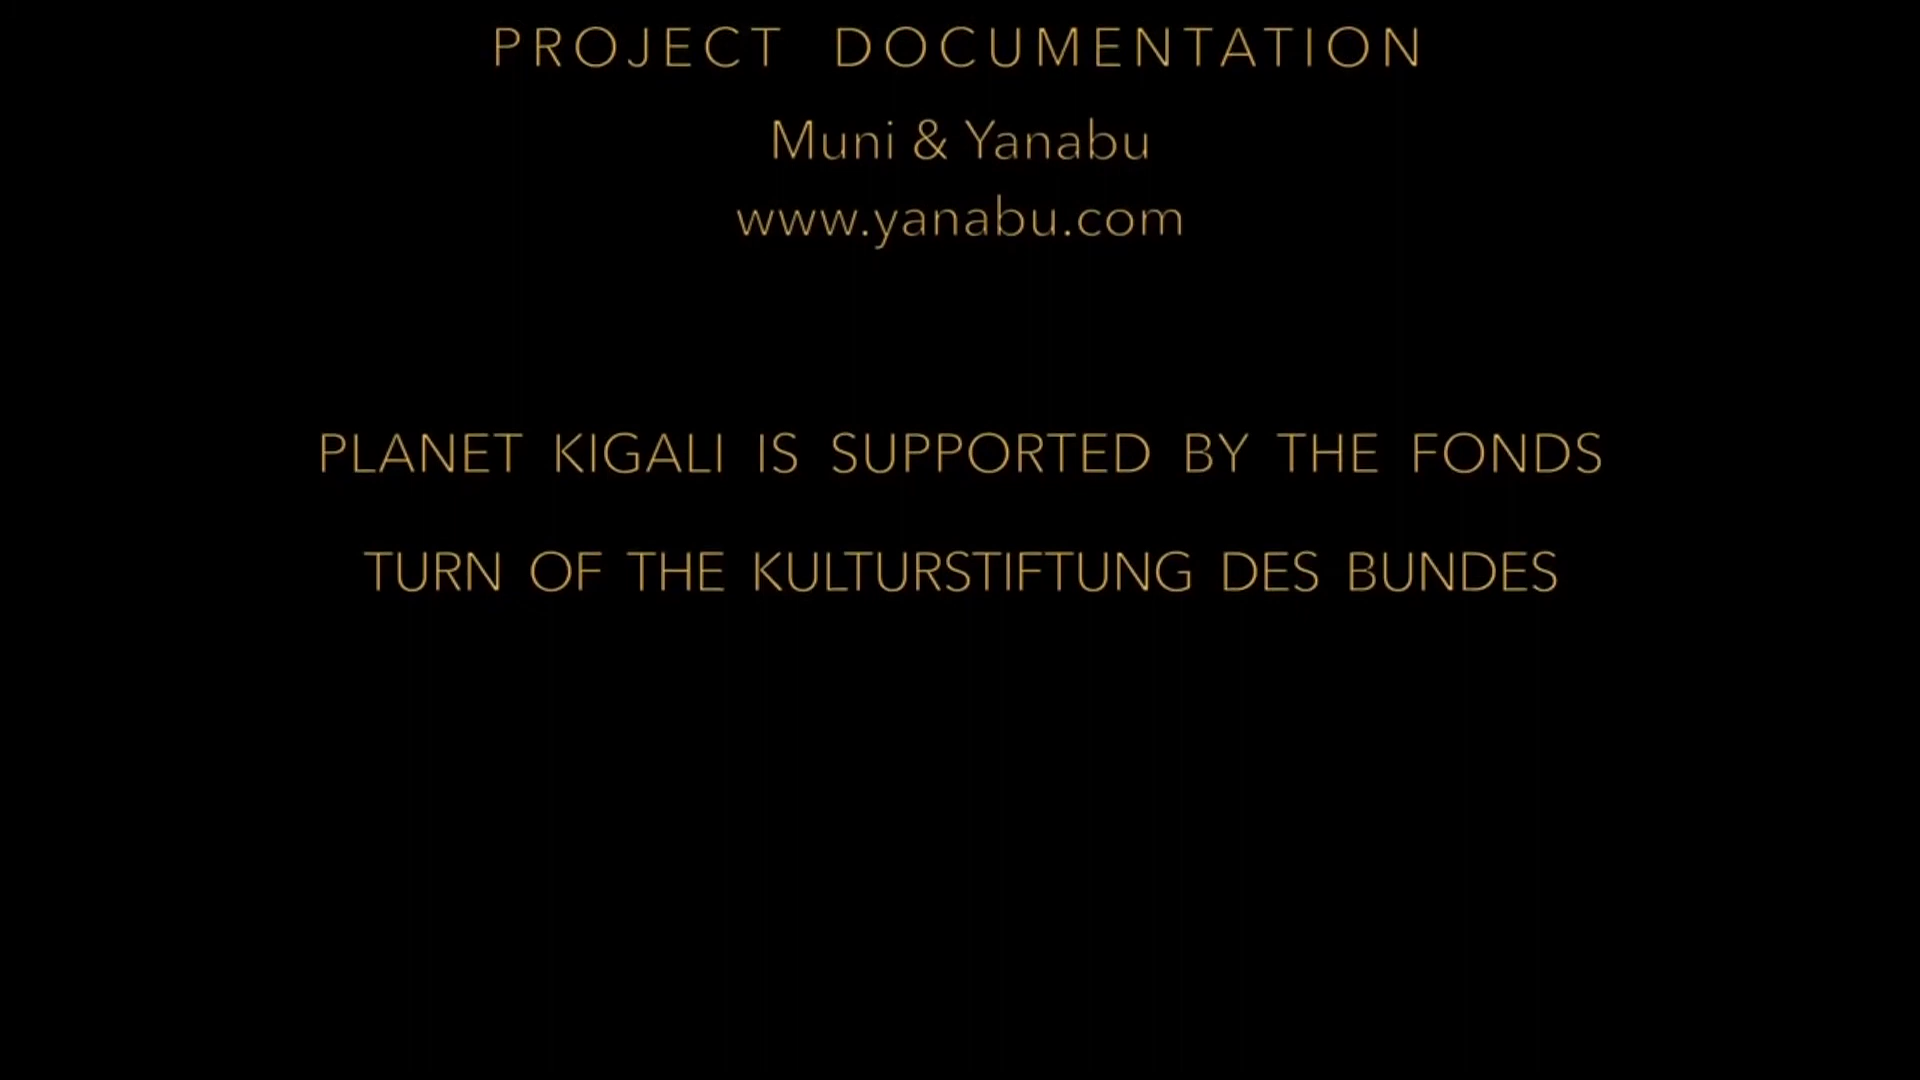 PROJECT DOCUMENTATION
Muni & Yanabu
www.yanabu.com
PLANET KIGALI IS SUPPORTED BY THE FONDS
TURN OF THE KULTURSTIFTUNG DES BUNDES